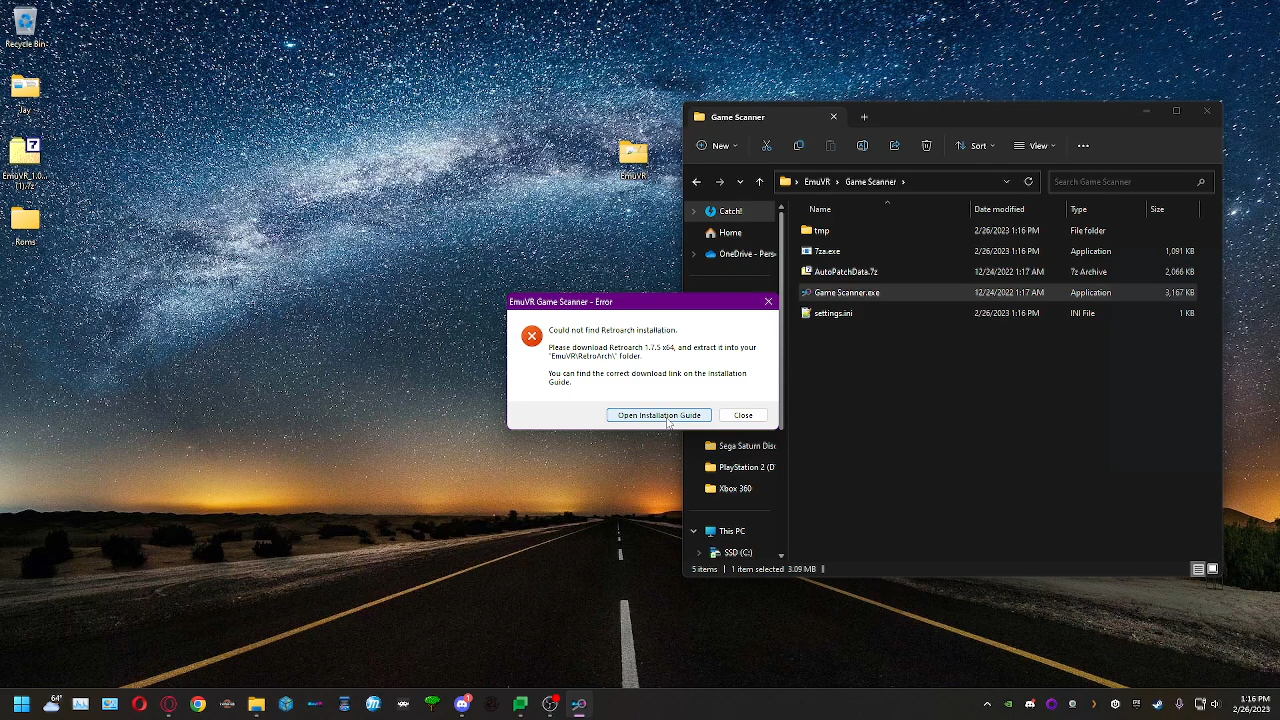 Recycle Bin
Jay
EmuVR_1.0...
(1).7z
Roms
EmuVR
Game Scanner
New
Sort
View
EmuVR
Game Scanner
Search Game Scanner
Catch!
Home
OneDrive - Pers
Name
Date modified
Type
Size
tmp
2/26/2023 1:16 PM
File folder
7za.exe
2/26/2023 1:16 PM
Application
1,091 KB
AutoPatchData.7z
12/24/2022 1:17 AM
7z Archive
2,066 KB
Game Scanner.exe
12/24/2022 1:17 AM
Application
3,167 KB
settings.ini
2/26/2023 1:16 PM
INI File
1 KB
EmuVR Game Scanner - Error
Could not find Retroarch installation.
Please download Retroarch 1.7.5 x64, and extract it into your
"EmuVR\RetroArch\" folder.
You can find the correct download link on the Installation
Guide.
Open Installation Guide
Close
Sega Saturn Disc
PlayStation 2 (D
Xbox 360
This PC
SSD (C:)
5 items
1 item selected 3.09 MB
64°
1
1:16 PM
2/26/2023